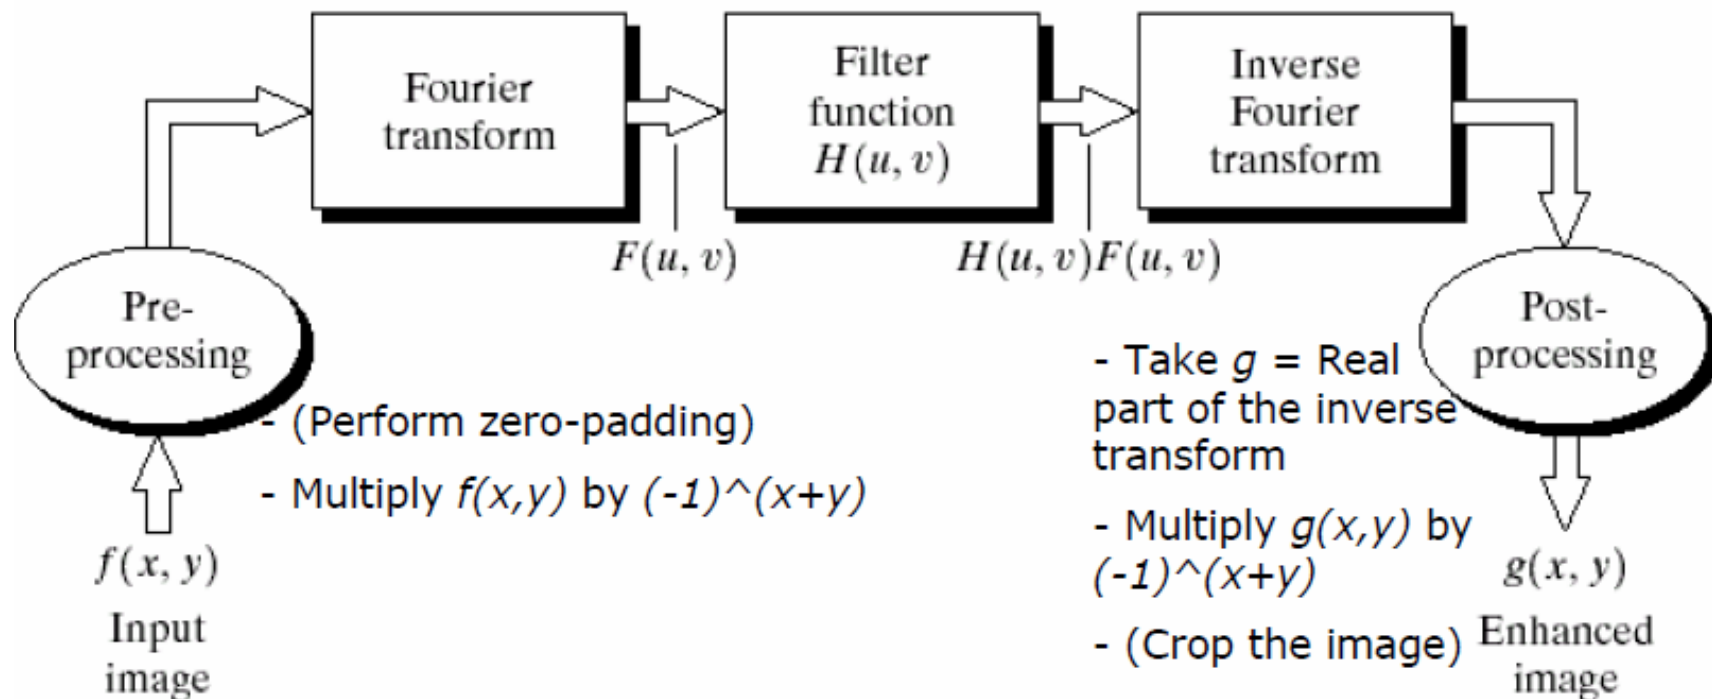 Fourier
transform
Filter
function
H(u, v)
Inverse
Fourier
transform
F(u, v)
H(u, v)F(u, v)
Pre-
processing
Post-
processing
- (Perform zero-padding)
- Multiply f(x,y) by (-1)^(x+y)
- Take g = Real
part of the inverse
transform
- Multiply g(x,y) by
(-1)^(x+y)
- (Crop the image)
f(x, y)
Input
image
g(x, y)
Enhanced
image